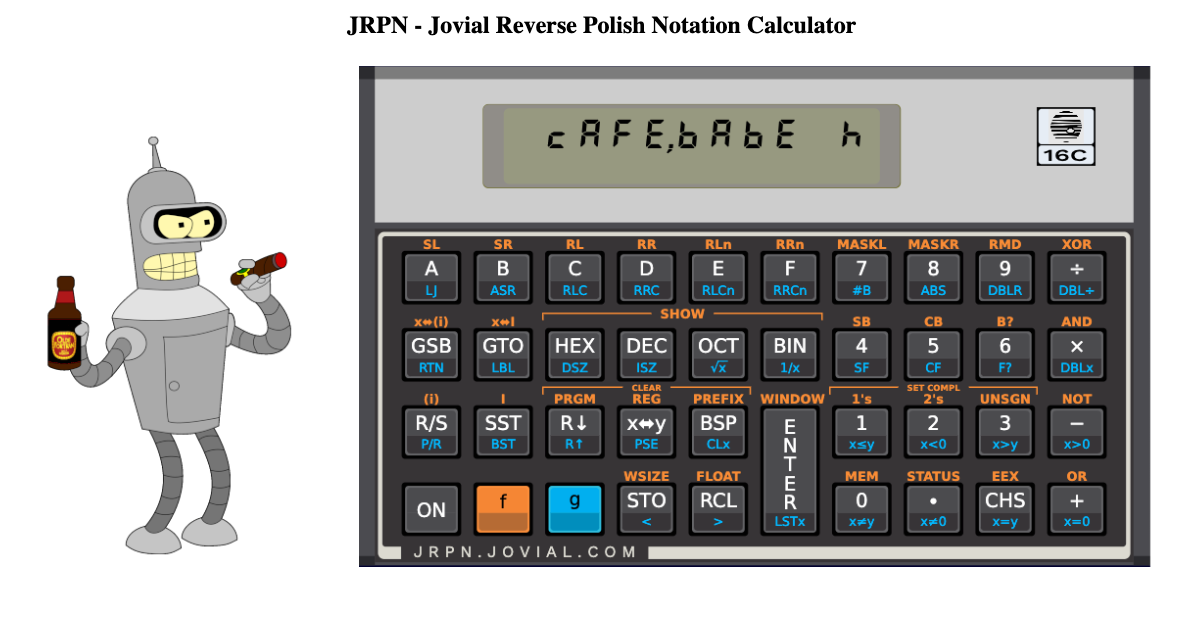 JRPN - Jovial Reverse Polish Notation Calculator
cAFE,bAbE h
16C
SL SR RL RR RLn RRn MASKL MASKR RMD XOR
A B C D E F 7 8 9 ÷
LJ ASR RLC RRC RLCn RRCn #B ABS DBLR DBL÷
SHOW
x⬌(i) x⬌I SB CB B? AND
GSB GTO HEX DEC OCT BIN 4 5 6 ×
RTN LBL DSZ ISZ √x 1/x SF CF F? DBLx
CLEAR SET COMPL
(i) I PRGM REG PREFIX WINDOW 1's 2's UNSGN NOT
R/S SST R↓ x⬌y BSP ENTER 1 2 3 −
P/R BST R↑ PSE CLx x≤y x<0 x>y x>0
WSIZE FLOAT MEM STATUS EEX OR
ON f g STO RCL 0 • CHS +
< > LSTx x≠y x≠0 x=y x=0
JRPN.JOVIAL.COM
OLDE
FORTRAN